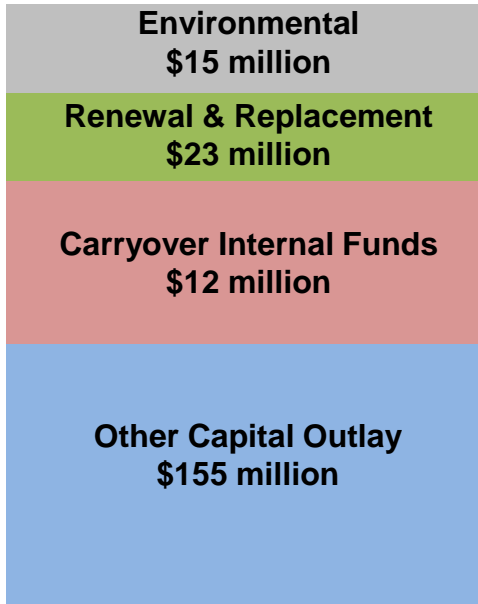 Environmental
$15 million
Renewal & Replacement
$23 million
Carryover Internal Funds
$12 million
Other Capital Outlay
$155 million